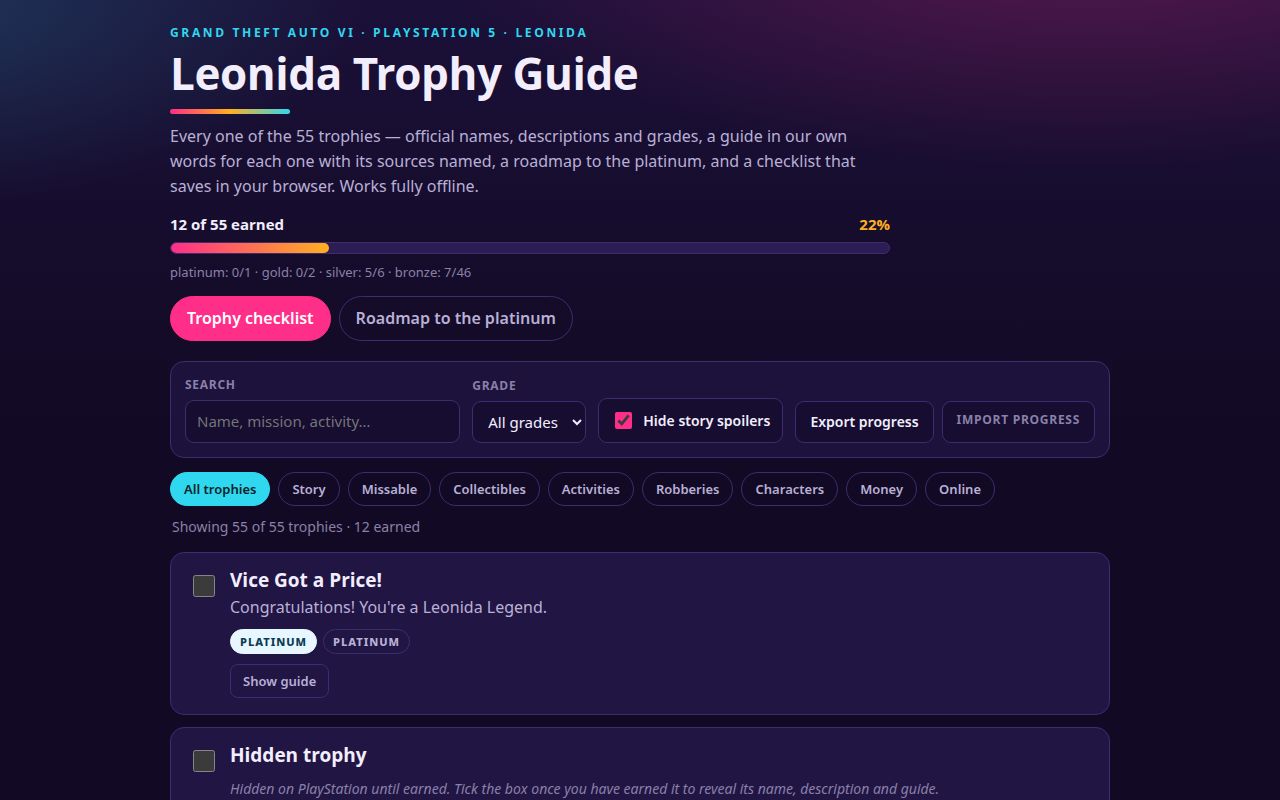 GRAND THEFT AUTO VI · PLAYSTATION 5 · LEONIDA
Leonida Trophy Guide
Every one of the 55 trophies — official names, descriptions and grades, a guide in our own
words for each one with its sources named, a roadmap to the platinum, and a checklist that
saves in your browser. Works fully offline.
12 of 55 earned 22%
platinum: 0/1 · gold: 0/2 · silver: 5/6 · bronze: 7/46
Trophy checklist Roadmap to the platinum
SEARCH GRADE
Name, mission, activity... All grades Hide story spoilers Export progress IMPORT PROGRESS
All trophies Story Missable Collectibles Activities Robberies Characters Money Online
Showing 55 of 55 trophies · 12 earned
Vice Got a Price!
Congratulations! You're a Leonida Legend.
PLATINUM PLATINUM
Show guide
Hidden trophy
Hidden on PlayStation until earned. Tick the box once you have earned it to reveal its name, description and guide.